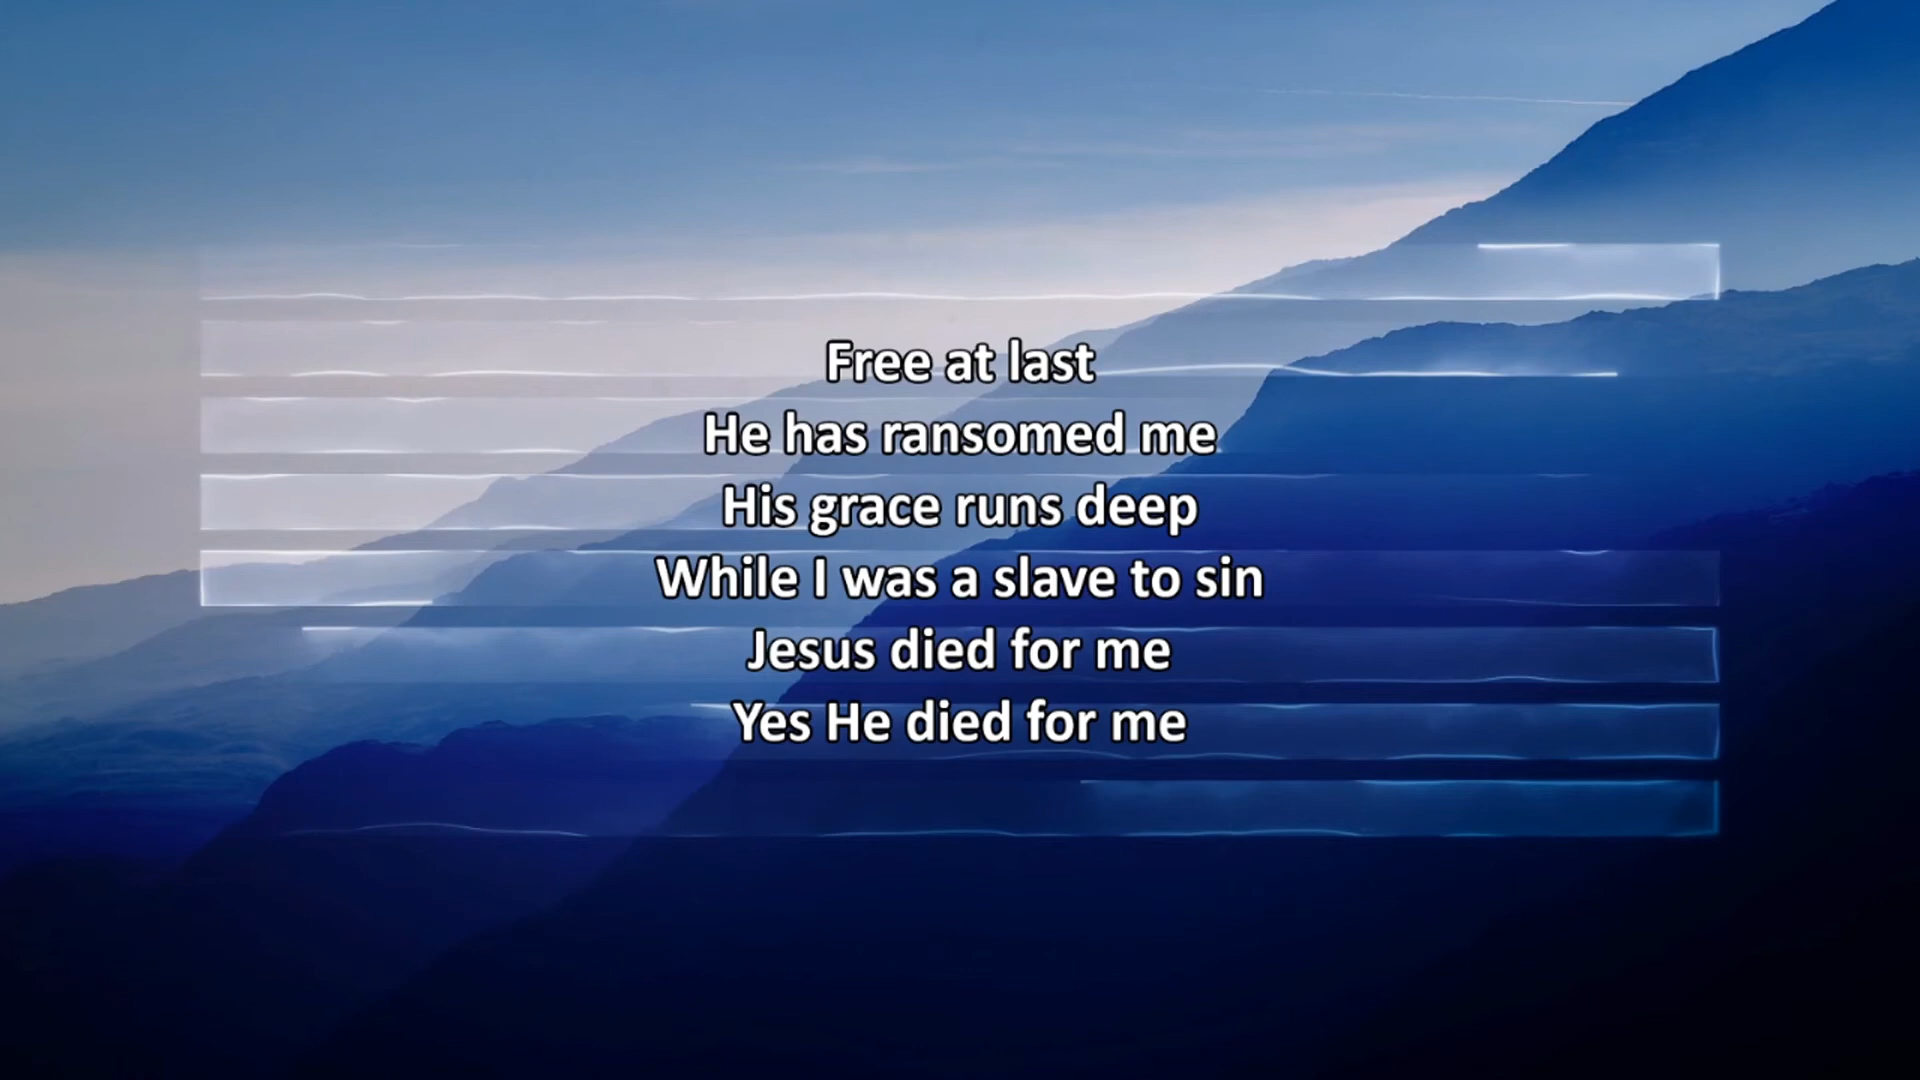 Free at last
He has ransomed me
His grace runs deep
While I was a slave to sin
Jesus died for me
Yes He died for me